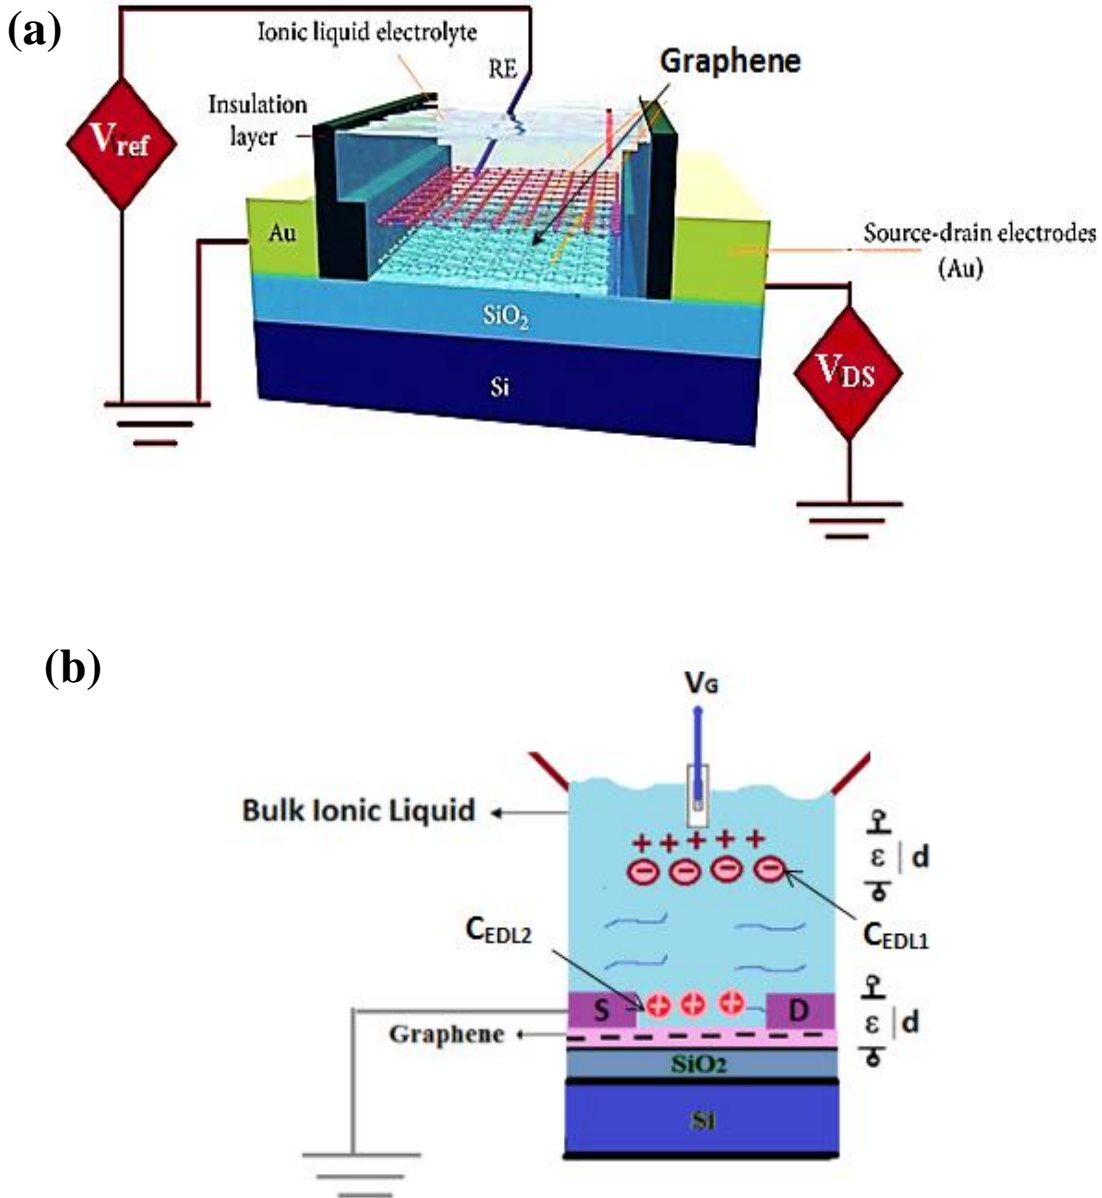 (a)
Ionic liquid electrolyte
RE
Graphene
Insulation
layer
Vref
Au
Source-drain electrodes
(Au)
SiO2
Si
VDS
(b)
VG
Bulk Ionic Liquid
+ + + + +
− − − −
ε | d
CEDL2
CEDL1
+ + +
S
D
ε | d
Graphene
SiO2
Si